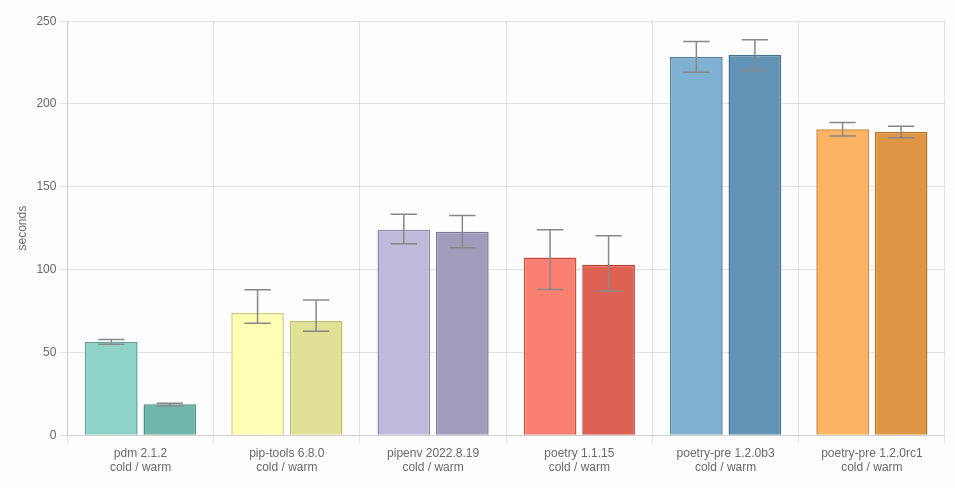 250
200
150
100
50
0
seconds
pdm 2.1.2
cold / warm
pip-tools 6.8.0
cold / warm
pipenv 2022.8.19
cold / warm
poetry 1.1.15
cold / warm
poetry-pre 1.2.0b3
cold / warm
poetry-pre 1.2.0rc1
cold / warm